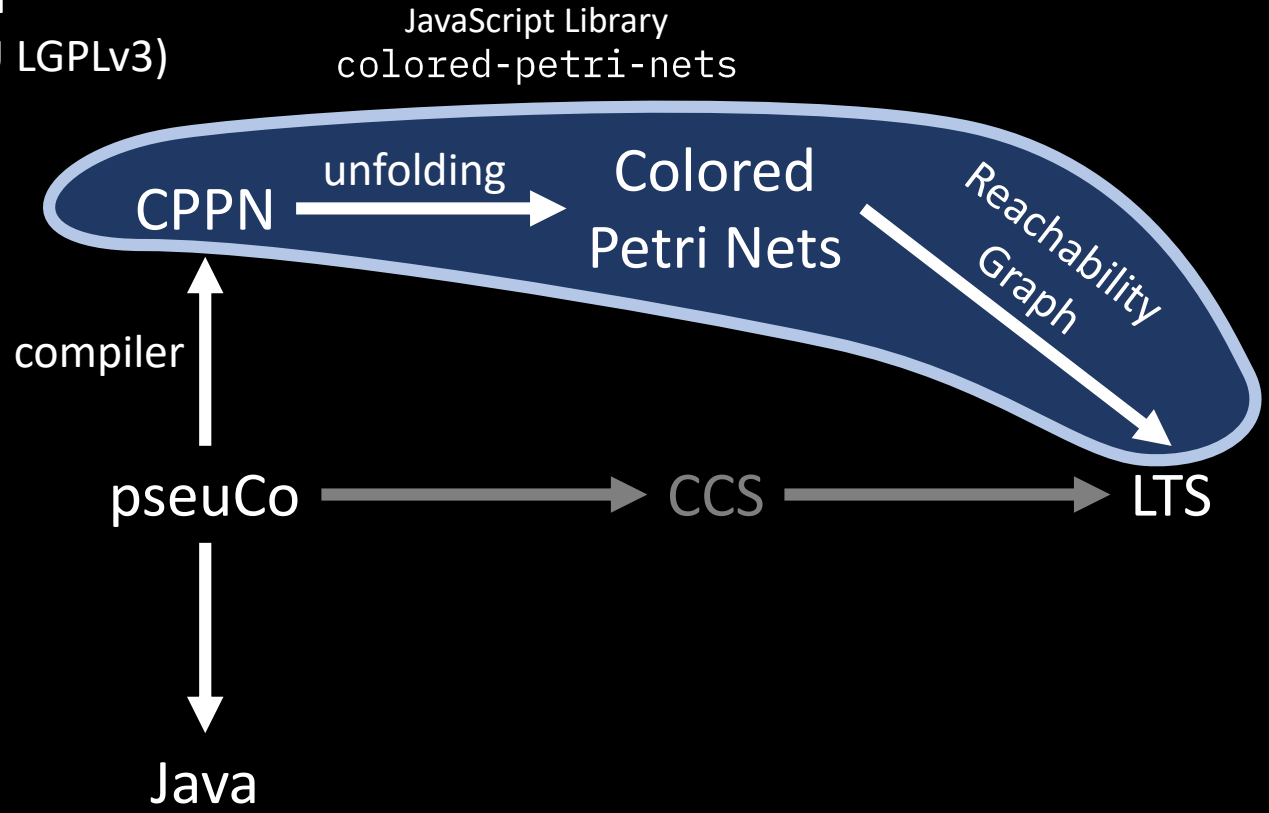 LGPLv3)
JavaScript Library
colored-petri-nets
CPPN
unfolding
Colored
Petri Nets
Reachability
Graph
compiler
pseuCo
CCS
LTS
Java